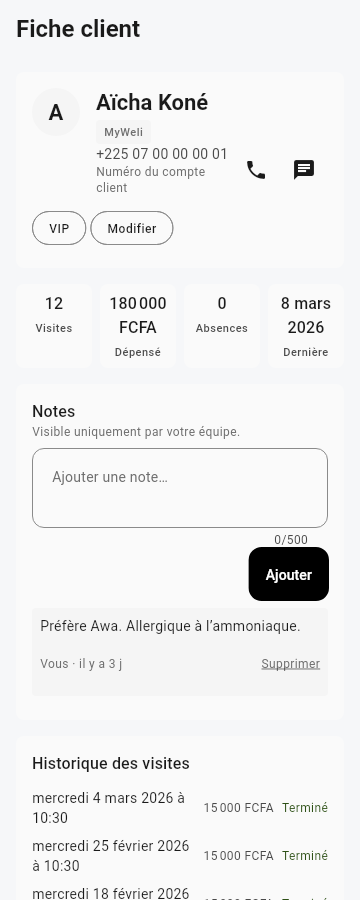 Fiche client
A
Aïcha Koné
MyWeli
+225 07 00 00 00 01
Numéro du compte
client
VIP
Modifier
12
Visites
180 000
FCFA
Dépensé
0
Absences
8 mars
2026
Dernière
Notes
Visible uniquement par votre équipe.
Ajouter une note…
0/500
Ajouter
Préfère Awa. Allergique à l’ammoniaque.
Vous · il y a 3 j
Supprimer
Historique des visites
mercredi 4 mars 2026 à
10:30
15 000 FCFA
Terminé
mercredi 25 février 2026
à 10:30
15 000 FCFA
Terminé
mercredi 18 février 2026